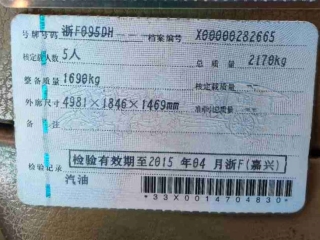 号牌号码 浙F095DH 档案编号 X00000282665
核定载人数 5人 总质量 2170kg
整备质量 1690kg 核定载质量
外廓尺寸 4981×1846×1469mm 准牵引总质量
备注
检验记录 检验有效期至2015年04月浙F(嘉兴)
汽油
*33X0014704830*